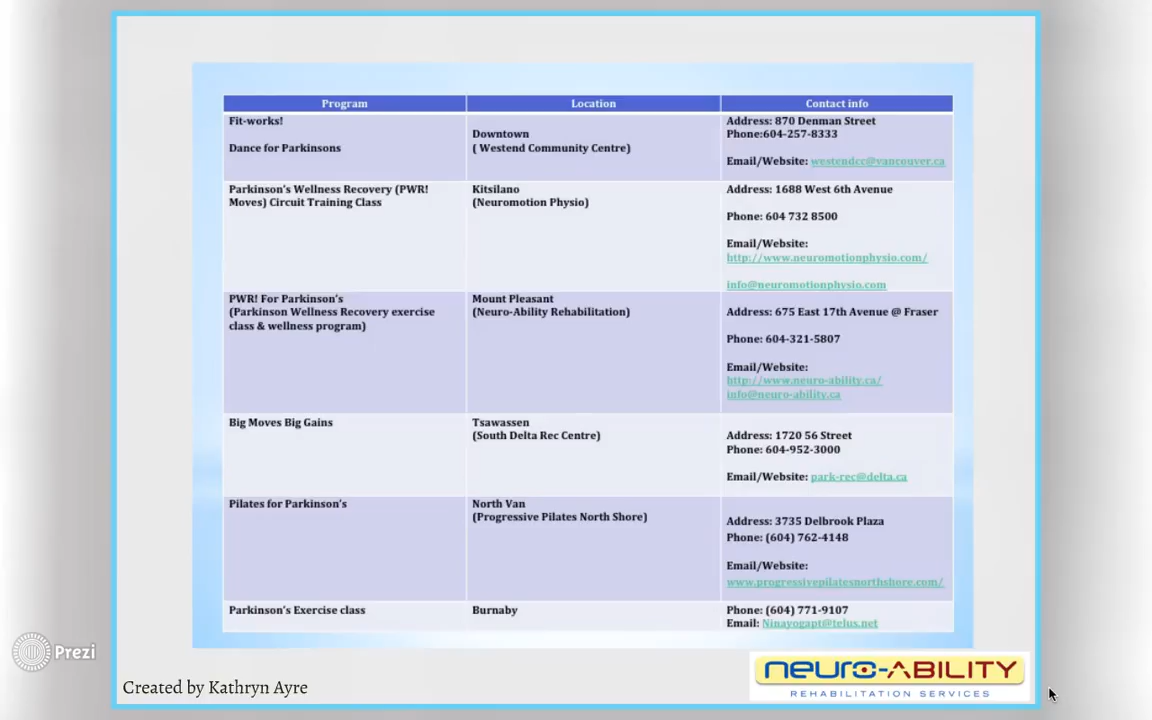 Program Location Contact info
Fit-works!
Dance for Parkinsons
Downtown
( Westend Community Centre)
Address: 870 Denman Street
Phone:604-257-8333
Email/Website: westendcc@vancouver.ca
Parkinson's Wellness Recovery (PWR!
Moves) Circuit Training Class
Kitsilano
(Neuromotion Physio)
Address: 1688 West 6th Avenue
Phone: 604 732 8500
Email/Website:
http://www.neuromotionphysio.com/
info@neuromotionphysio.com
PWR! For Parkinson's
(Parkinson Wellness Recovery exercise
class & wellness program)
Mount Pleasant
(Neuro-Ability Rehabilitation)
Address: 675 East 17th Avenue @ Fraser
Phone: 604-321-5807
Email/Website:
http://www.neuro-ability.ca/
info@neuro-ability.ca
Big Moves Big Gains
Tsawassen
(South Delta Rec Centre)
Address: 1720 56 Street
Phone: 604-952-3000
Email/Website: park-rec@delta.ca
Pilates for Parkinson's
North Van
(Progressive Pilates North Shore)
Address: 3735 Delbrook Plaza
Phone: (604) 762-4148
Email/Website:
www.progressivepilatesnorthshore.com/
Parkinson's Exercise class
Burnaby
Phone: (604) 771-9107
Email: Ninayogapt@telus.net
Prezi
Created by Kathryn Ayre
neuro-ABILITY
REHABILITATION SERVICES